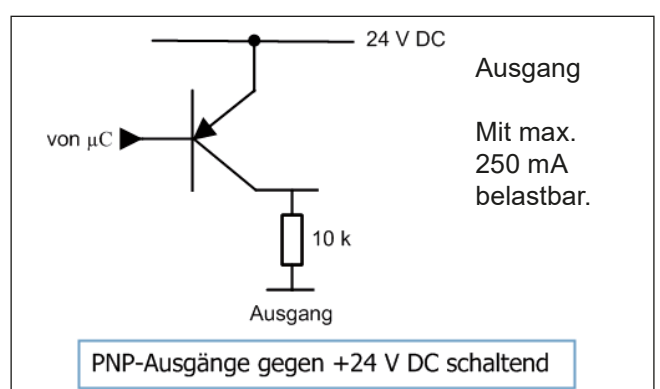 24 V DC
Ausgang
Mit max.
250 mA
belastbar.
von µC
10 k
Ausgang
PNP-Ausgänge gegen +24 V DC schaltend